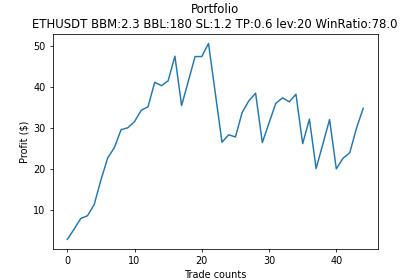 Portfolio
ETHUSDT BBM:2.3 BBL:180 SL:1.2 TP:0.6 lev:20 WinRatio:78.0
50
40
30
20
10
Profit ($)
0
10
20
30
40
Trade counts